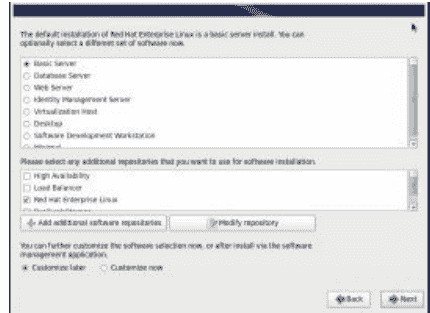 The default installation of Red Hat Enterprise Linux is a basic server install. You can
optionally select a different set of software now.
Basic Server
Database Server
Web Server
Identity Management Server
Virtualization Host
Desktop
Software Development Workstation
Minimal
Please select any additional repositories that you want to use for software installation.
High Availability
Load Balancer
Red Hat Enterprise Linux
Add additional software repositories
Modify repository
You can further customize the software selection now, or after install via the software
management application.
Customize later
Customize now
Back
Next